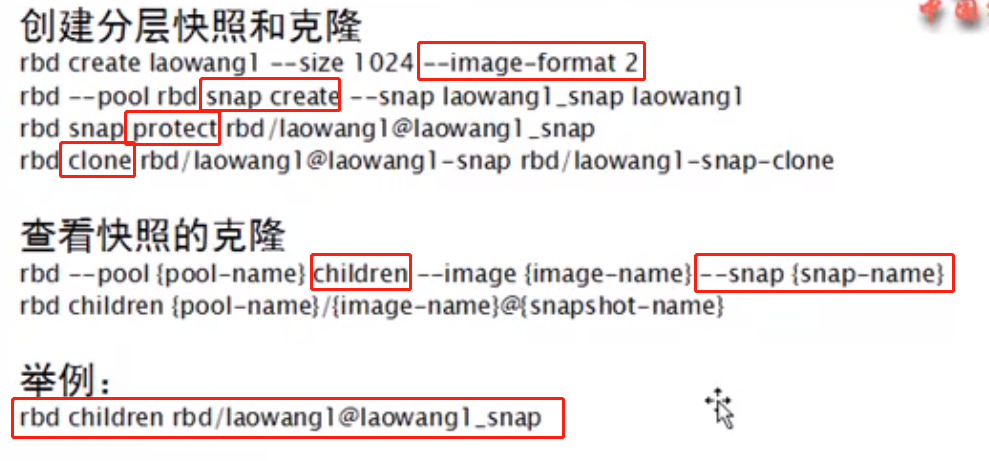 中国
创建分层快照和克隆
rbd create laowang1 --size 1024 --image-format 2
rbd --pool rbd snap create --snap laowang1_snap laowang1
rbd snap protect rbd/laowang1@laowang1_snap
rbd clone rbd/laowang1@laowang1-snap rbd/laowang1-snap-clone
查看快照的克隆
rbd --pool {pool-name} children --image {image-name} --snap {snap-name}
rbd children {pool-name}/{image-name}@{snapshot-name}
举例：
rbd children rbd/laowang1@laowang1_snap